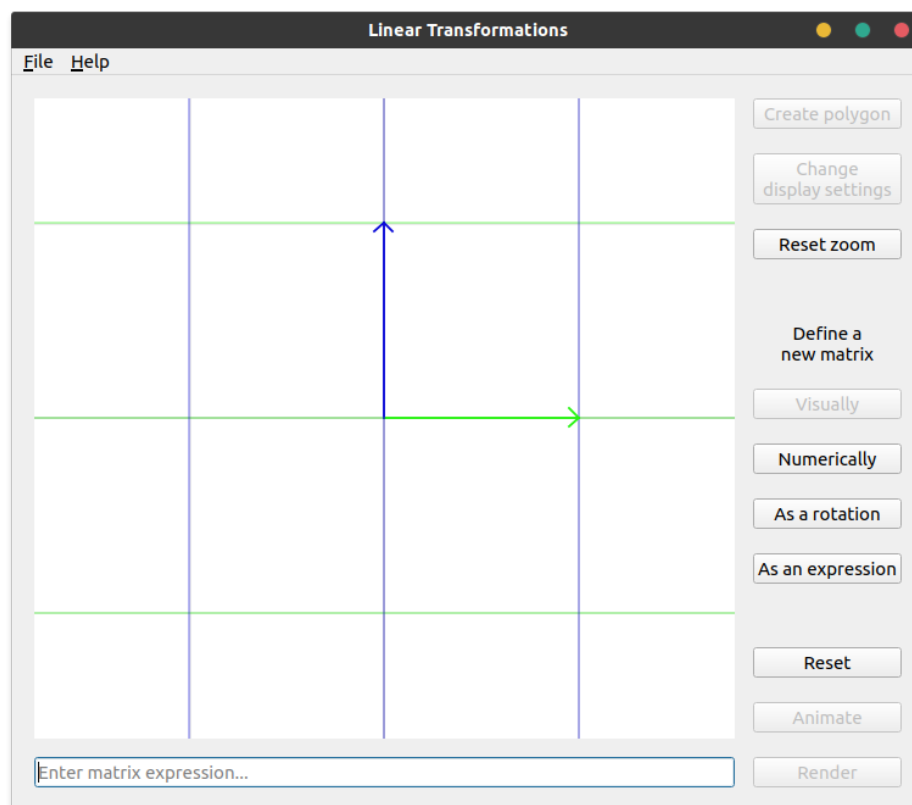 Linear Transformations
File Help
Create polygon
Change
display settings
Reset zoom
Define a
new matrix
Visually
Numerically
As a rotation
As an expression
Reset
Animate
Enter matrix expression...
Render